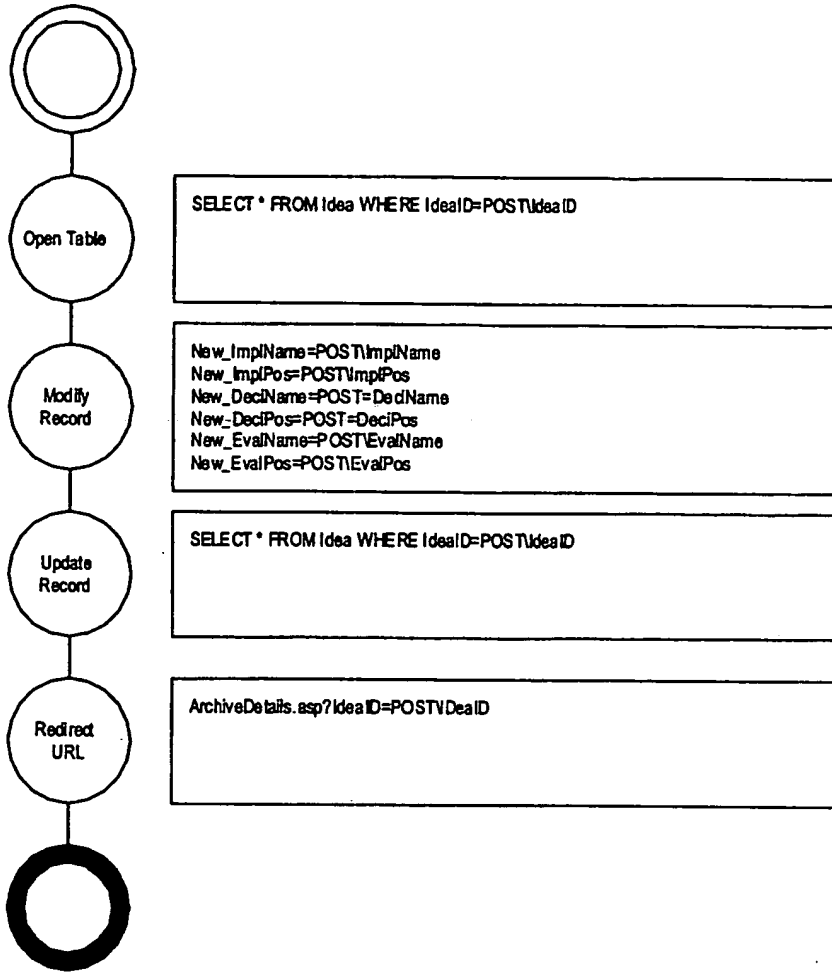 Open Table
SELECT * FROM Idea WHERE IdeaID=POST\IdeaID
Modify
Record
New_ImplName=POST\ImplName
New_ImplPos=POST\ImplPos
New_DeciName=POST=DeciName
New_DeciPos=POST=DeciPos
New_EvalName=POST\EvalName
New_EvalPos=POST\EvalPos
Update
Record
SELECT * FROM Idea WHERE IdeaID=POST\IdeaID
Redirect
URL
ArchiveDetails.asp?IdeaID=POST\IDeaID